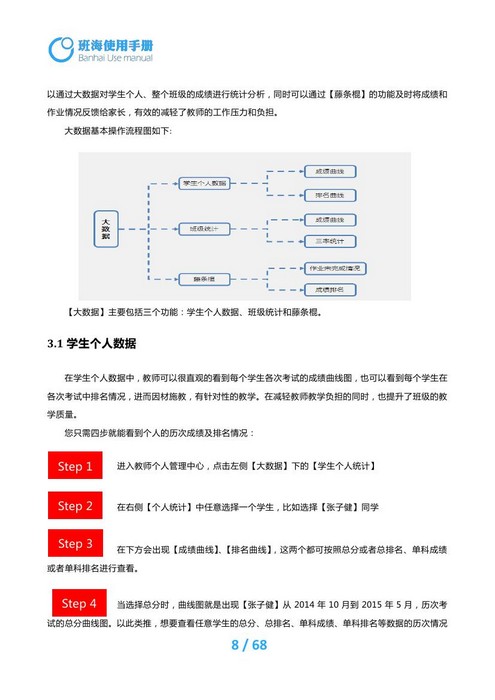 班海使用手册
Banhai Use manual
以通过大数据对学生个人、整个班级的成绩进行统计分析，同时可以通过【藤条棍】的功能及时将成绩和
作业情况反馈给家长，有效的减轻了教师的工作压力和负担。
大数据基本操作流程图如下:
大数据
学生个人数据
成绩曲线
排名曲线
班级统计
成绩曲线
三率统计
藤条棍
作业未完成情况
成绩排名
【大数据】主要包括三个功能：学生个人数据、班级统计和藤条棍。
3.1 学生个人数据
在学生个人数据中，教师可以很直观的看到每个学生各次考试的成绩曲线图，也可以看到每个学生在
各次考试中排名情况，进而因材施教，有针对性的教学。在减轻教师教学负担的同时，也提升了班级的教
学质量。
您只需四步就能看到个人的历次成绩及排名情况：
Step 1 进入教师个人管理中心，点击左侧【大数据】下的【学生个人统计】
Step 2 在右侧【个人统计】中任意选择一个学生，比如选择【张子健】同学
Step 3 在下方会出现【成绩曲线】、【排名曲线】，这两个都可按照总分或者总排名、单科成绩
或者单科排名进行查看。
Step 4 当选择总分时，曲线图就是出现【张子健】从 2014 年 10 月到 2015 年 5 月，历次考
试的总分曲线图。以此类推，想要查看任意学生的总分、总排名、单科成绩、单科排名等数据的历次情况
8 / 68